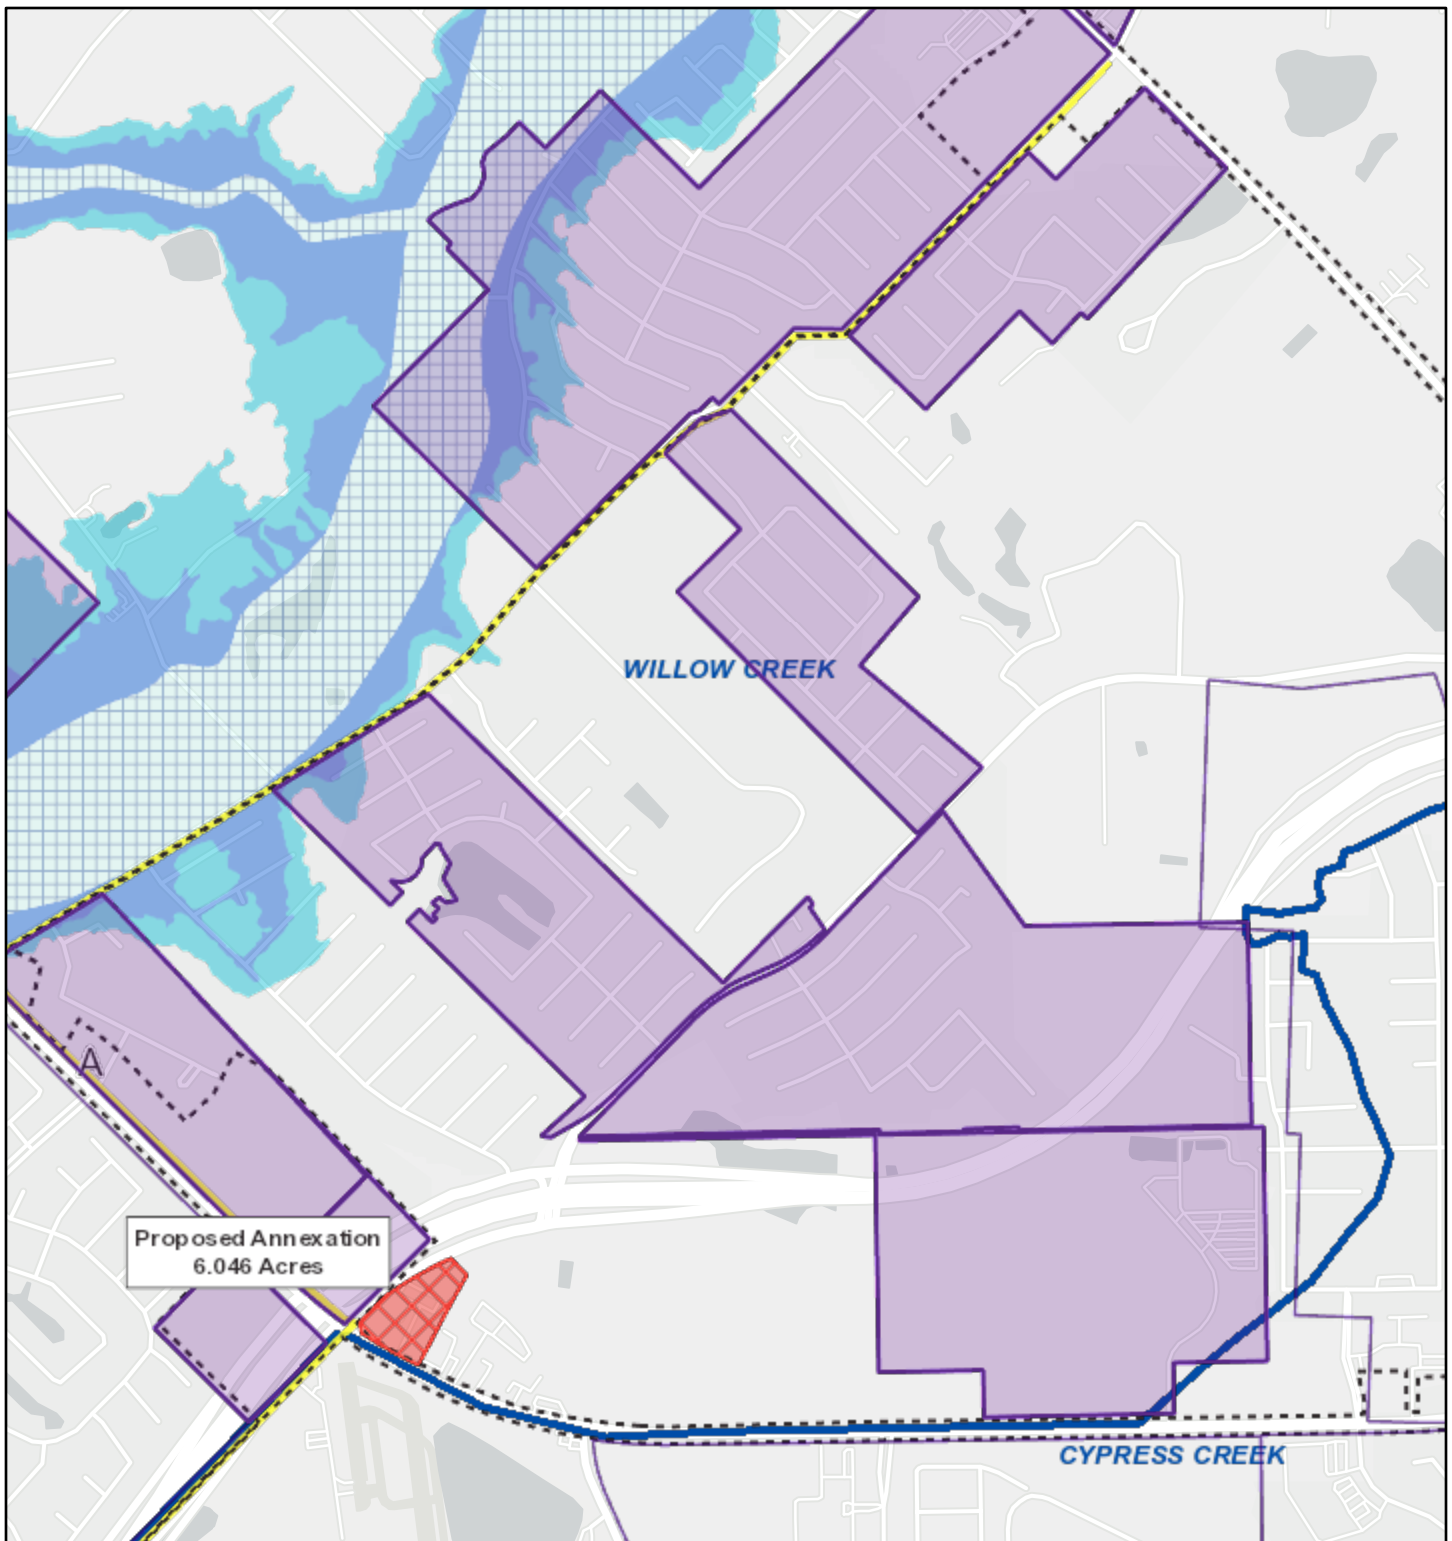 WILLOW CREEK
A
Proposed Annexation
6.046 Acres
CYPRESS CREEK